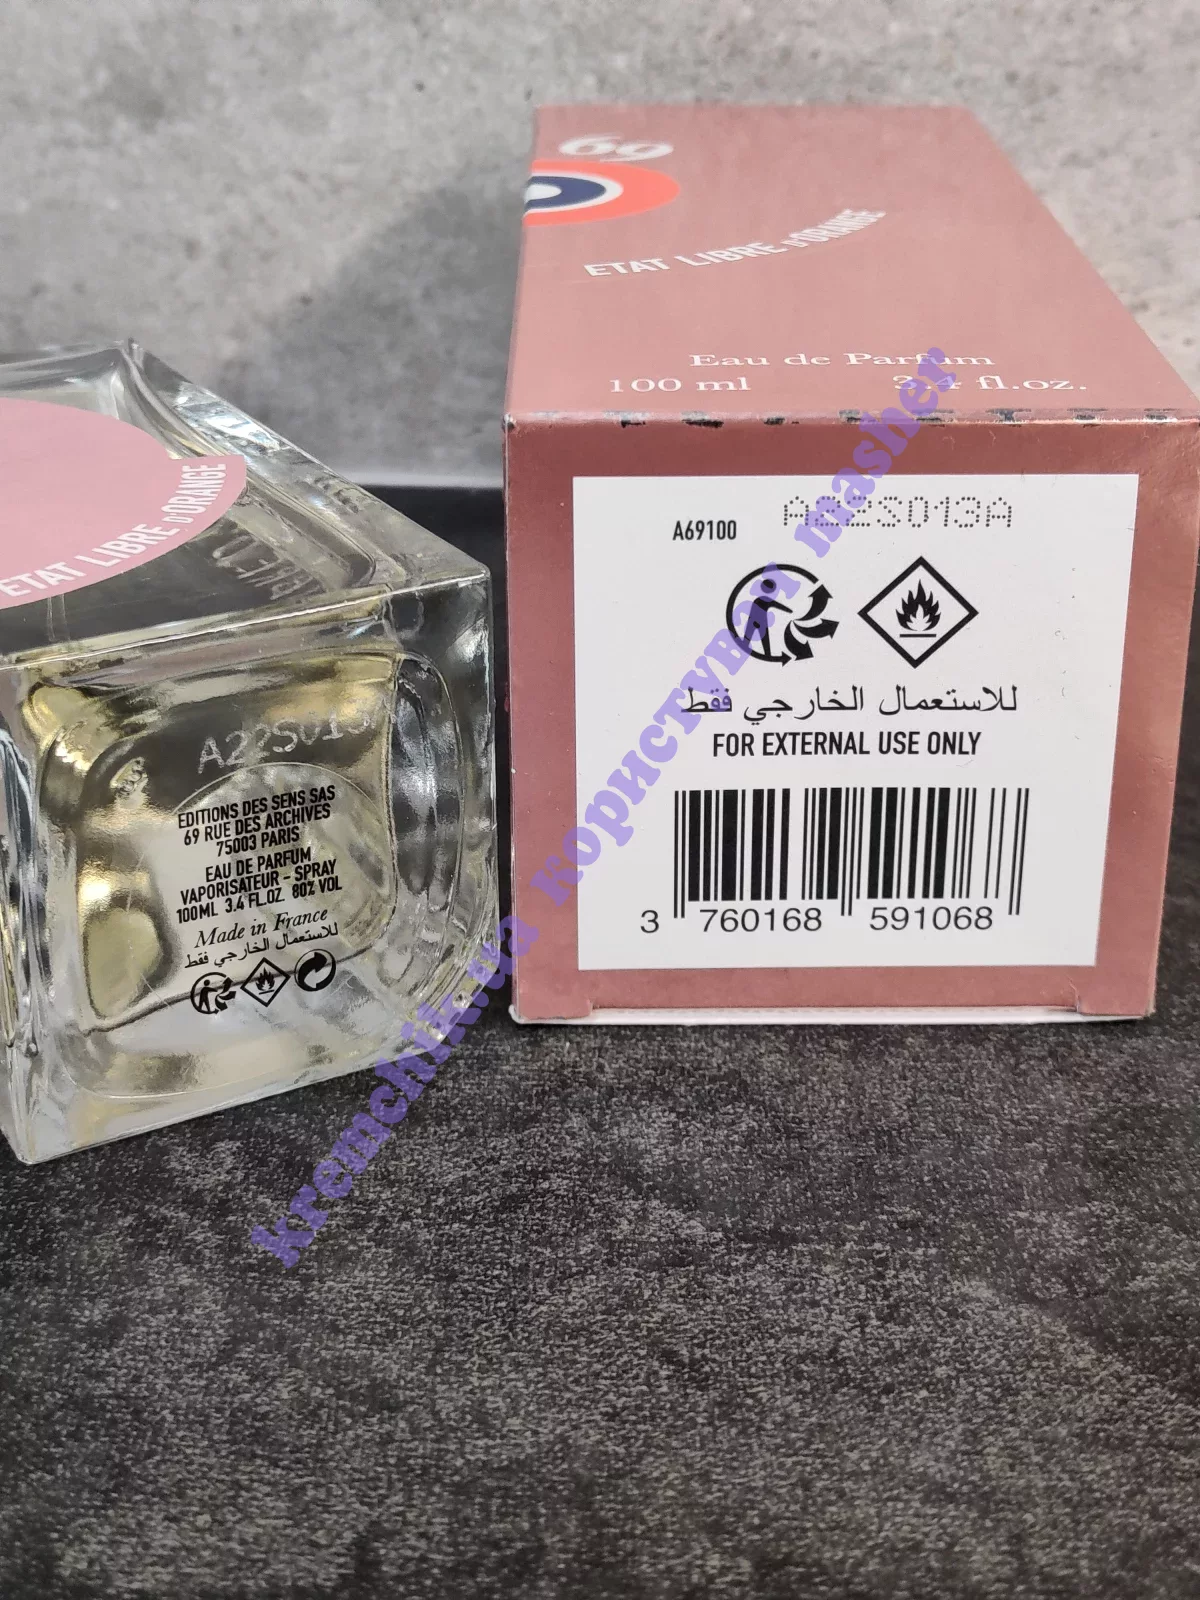 69
ETAT LIBRE D'ORANGE
Eau de Parfum
100 ml 3.4 fl.oz.
A22S013A
A69100
للاستعمال الخارجي فقط
FOR EXTERNAL USE ONLY
3 760168 591068
ETAT LIBRE D'ORANGE
EDITIONS DES SENS SAS
69 RUE DES ARCHIVES
75003 PARIS
EAU DE PARFUM
VAPORISATEUR - SPRAY
100ML 3.4 FL.OZ. 80% VOL
Made in France
للاستعمال الخارجي فقط
kremchik.ua користувач masher